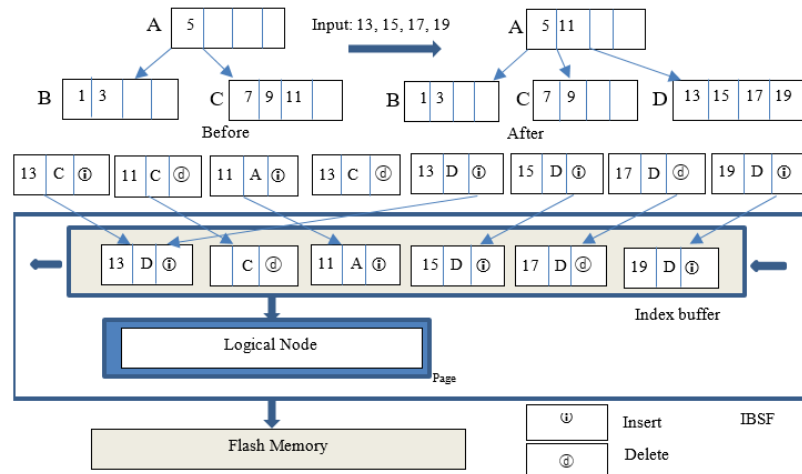 A 5 Input: 13, 15, 17, 19 A 5 11
B 1 3 C 7 9 11 B 1 3 C 7 9 D 13 15 17 19
Before After
13 C ⓘ 11 C ⓓ 11 A ⓘ 13 C ⓓ 13 D ⓘ 15 D ⓘ 17 D ⓓ 19 D ⓘ
13 D ⓘ C ⓓ 11 A ⓘ 15 D ⓘ 17 D ⓓ 19 D ⓘ
Index buffer
Logical Node
Page
ⓘ Insert IBSF
Flash Memory
ⓓ Delete